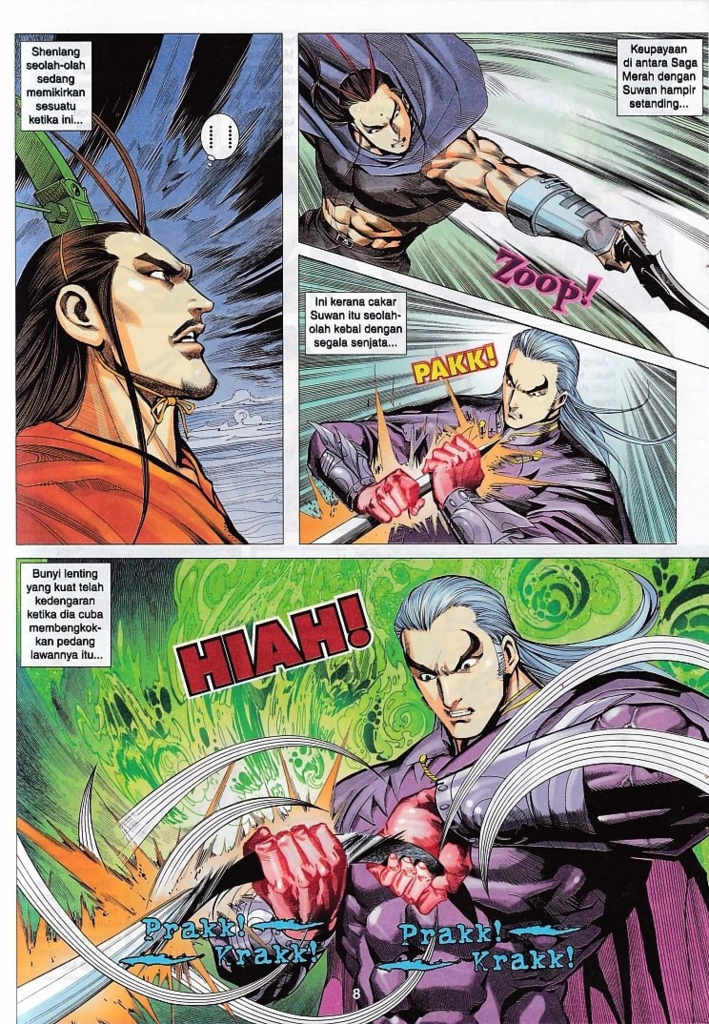 Shenlang
seolah-olah
sedang
memikirkan
sesuatu
ketika ini...
Keupayaan
di antara Saga
Merah dengan
Suwan hampir
setanding...
Zoop!
Ini kerana cakar
Suwan itu seolah-
olah kebal dengan
segala senjata...
PAKK!
Bunyi lenting
yang kuat telah
kedengaran
ketika dia cuba
membengkok-
kan pedang
lawannya itu...
HIAH!
Prakk!
Krakk!
Prakk!
Krakk!
8